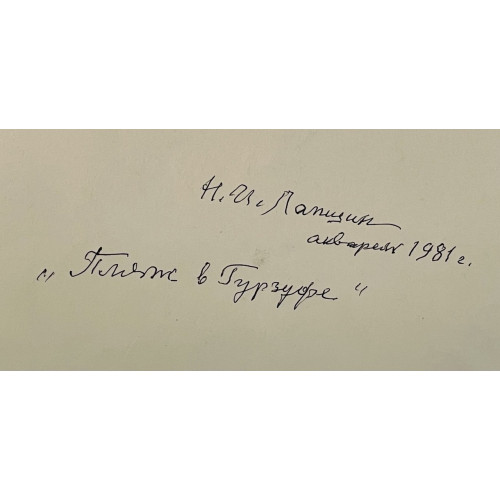 Н. И. Лапшин
акварель 1981 г.
„Пляж в Гурзуфе"